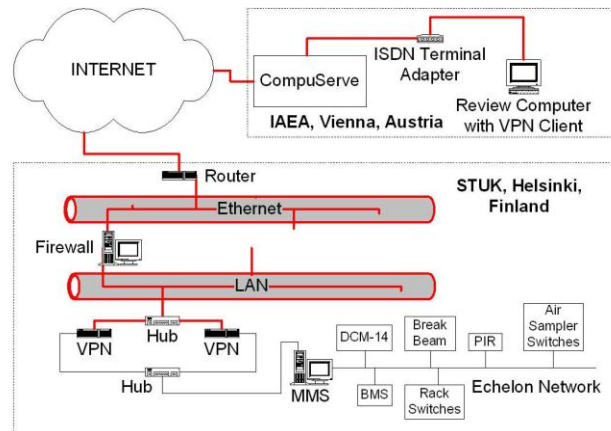 INTERNET
CompuServe
ISDN Terminal
Adapter
Review Computer
with VPN Client
IAEA, Vienna, Austria
Router
STUK, Helsinki,
Finland
Ethernet
Firewall
LAN
VPN
Hub
VPN
Hub
MMS
DCM-14
Break
Beam
PIR
Air
Sampler
Switches
BMS
Rack
Switches
Echelon Network